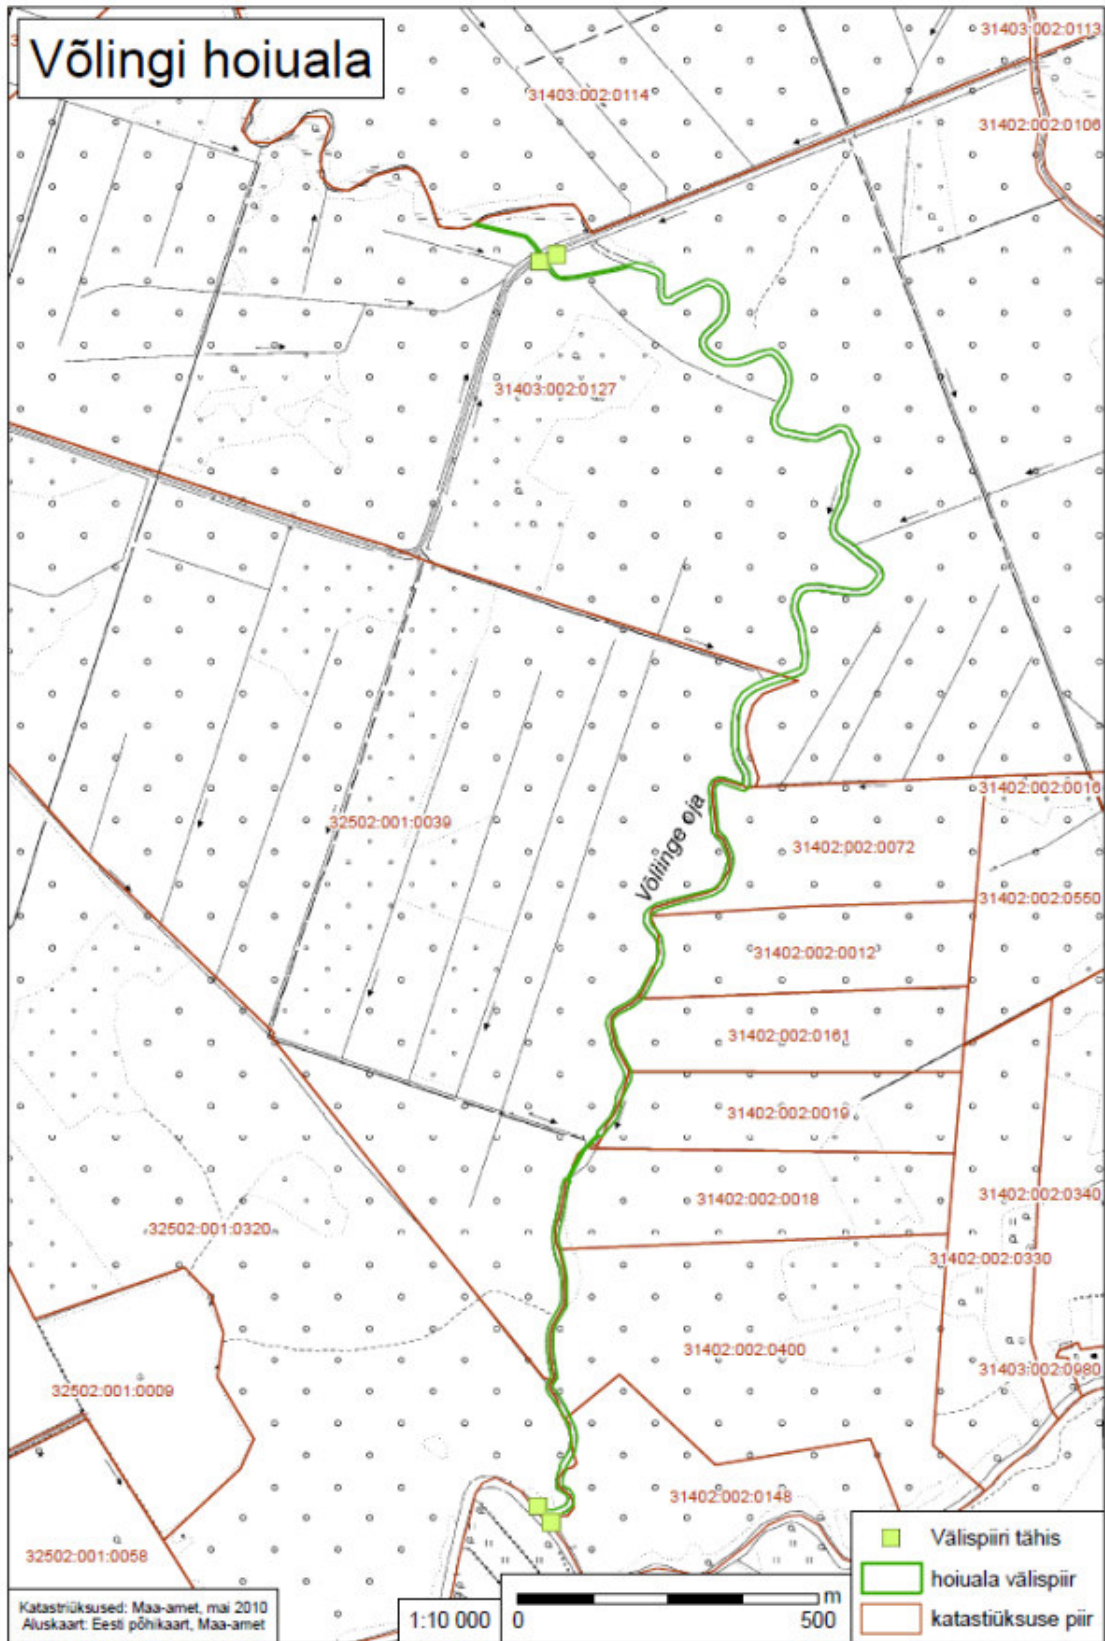 Võlingi hoiuala
31403:002:0113
31403:002:0114
31402:002:0106
31403:002:0127
31402:002:0016
32502:001:0039
Võllinge oja
31402:002:0072
31402:002:0550
31402:002:0012
31402:002:0161
31402:002:0019
31402:002:0018
31402:002:0340
32502:001:0320
31402:002:0330
31402:002:0400
31403:002:0980
32502:001:0009
31402:002:0148
32502:001:0058
Välispiiri tähis
hoiuala välispiir
katastiüksuse piir
Katastriüksused: Maa-amet, mai 2010
Aluskaart: Eesti põhikaart, Maa-amet
1:10 000
m
0 500